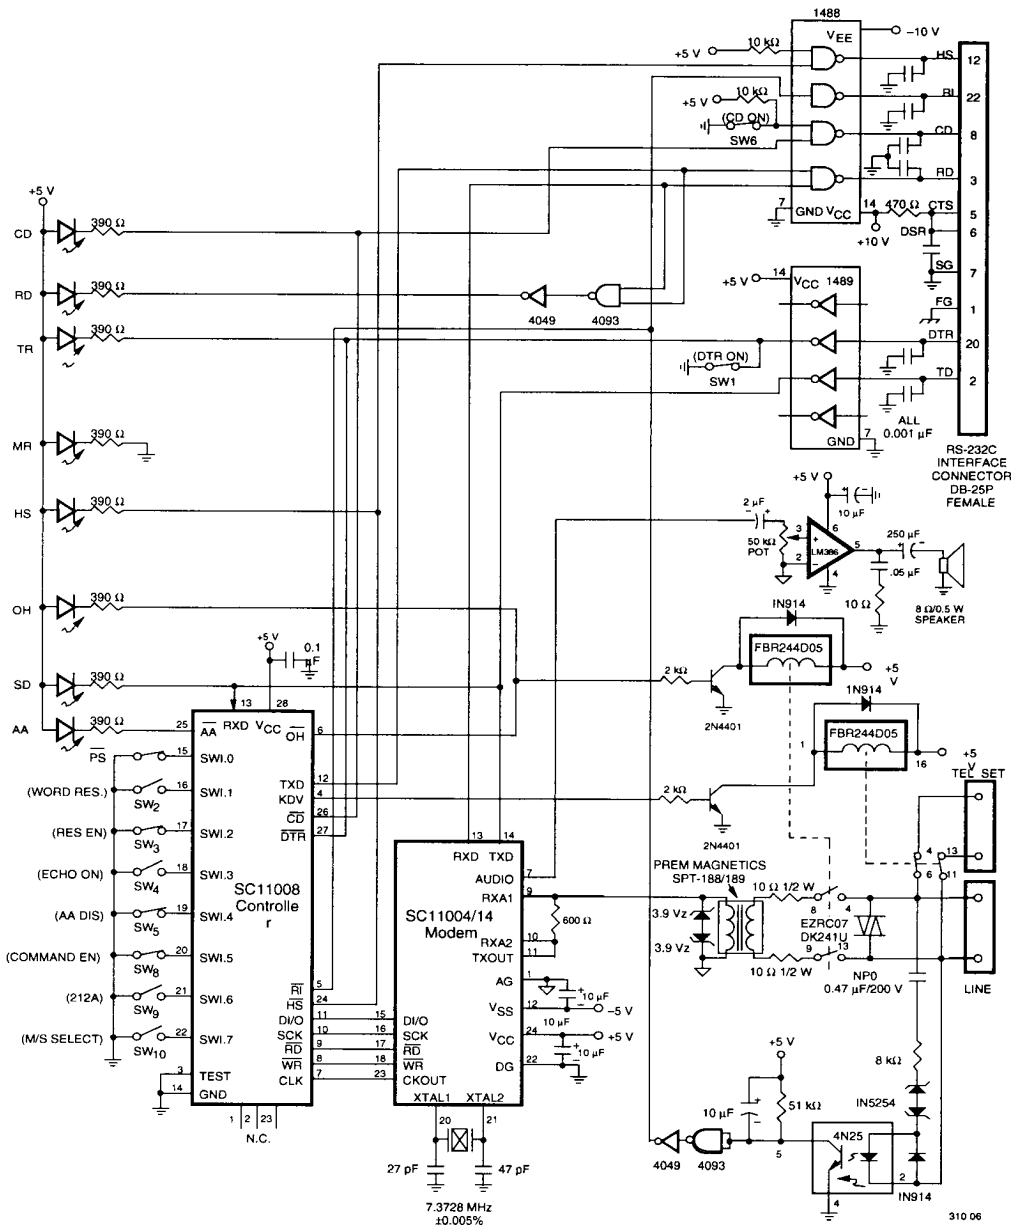 1488
VEE
−10 V
+5 V
10 kΩ
HS
12
+5 V
10 kΩ
RI
22
(CD ON)
SW6
CD
8
RD
3
7
GND VCC
14
470 Ω
CTS
5
+10 V
DSR
6
SG
7
FG
1
+5 V
14
VCC 1489
DTR
20
(DTR ON)
SW1
TD
2
GND
7
ALL
0.001 µF
RS-232C
INTERFACE
CONNECTOR
DB-25P
FEMALE
+5 V
CD
390 Ω
RD
390 Ω
4049
4093
TR
390 Ω
MR
390 Ω
HS
390 Ω
OH
390 Ω
SD
390 Ω
AA
390 Ω
+5 V
+
−
10 µF
2 µF
−
+
50 kΩ
POT
3
+
2
−
6
LM386
5
4
250 µF
+
−
.05 µF
10 Ω
8 Ω/0.5 W
SPEAKER
1N914
FBR244D05
+5
V
2 kΩ
2N4401
1N914
FBR244D05
1
16
+5
V
2 kΩ
2N4401
TEL SET
4
13
6
11
LINE
+5 V
0.1
µF
13
28
25
AA
RXD
VCC
OH
6
PS
15
SWI.0
(WORD RES.)
SW2
16
SWI.1
TXD
12
KDV
4
(RES EN)
SW3
17
SWI.2
CD
26
DTR
27
(ECHO ON)
SW4
18
SWI.3
SC11008
Controlle
r
(AA DIS)
SW5
19
SWI.4
(COMMAND EN)
SW8
20
SWI.5
(212A)
SW9
21
SWI.6
RI
5
HS
24
(M/S SELECT)
SW10
22
SWI.7
DI/O
11
SCK
10
RD
9
WR
8
CLK
7
3
TEST
14
GND
1
2
23
N.C.
13
14
RXD
TXD
AUDIO
7
RXA1
9
SC11004/14
Modem
600 Ω
RXA2
10
TXOUT
11
AG
1
+
10 µF
−
VSS
12
−5 V
10 µF
15
DI/O
16
SCK
17
RD
18
WR
23
CKOUT
VCC
24
+5 V
+
10 µF
−
DG
22
XTAL1
XTAL2
20
21
27 pF
47 pF
7.3728 MHz
±0.005%
PREM MAGNETICS
SPT-188/189
3.9 Vz
3.9 Vz
10 Ω 1/2 W
8
4
EZRC07
DK241U
9
13
10 Ω 1/2 W
NP0
0.47 µF/200 V
8 kΩ
IN5254
+5 V
10 µF
+
−
51 kΩ
4049
4093
5
4N25
2
4
IN914
310 06